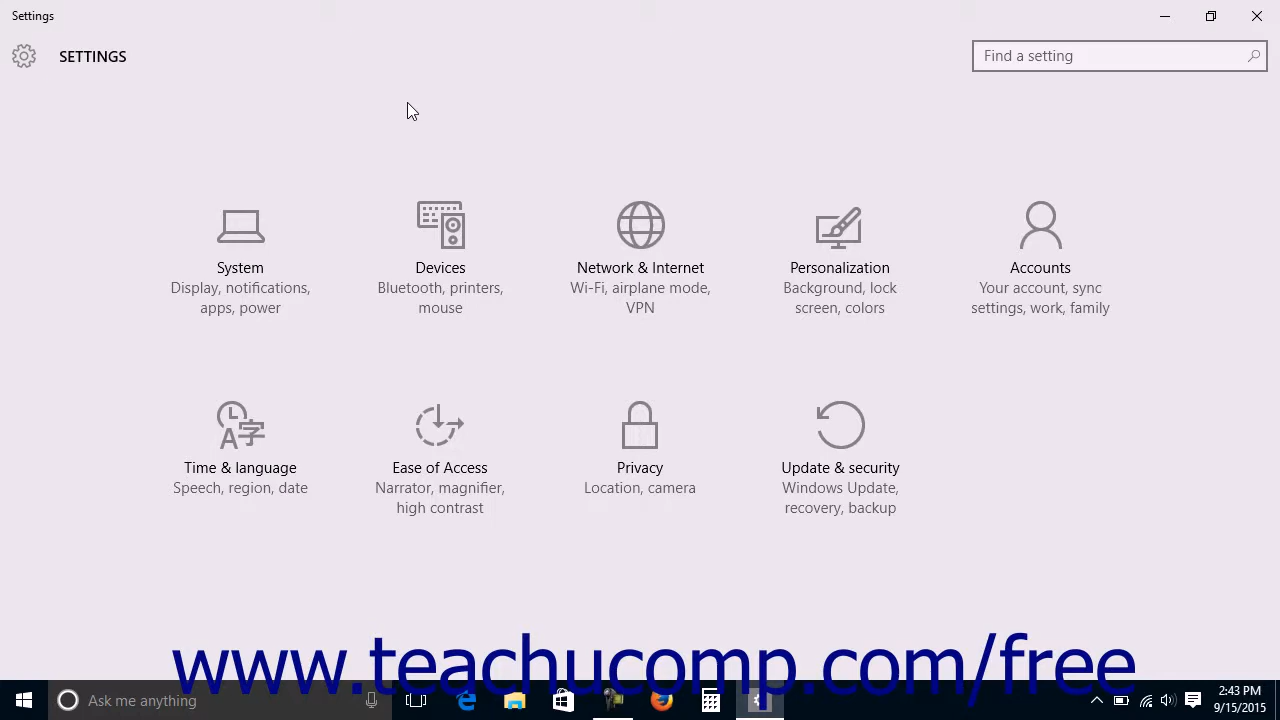 Settings
SETTINGS
Find a setting
System
Display, notifications,
apps, power
Devices
Bluetooth, printers,
mouse
Network & Internet
Wi-Fi, airplane mode,
VPN
Personalization
Background, lock
screen, colors
Accounts
Your account, sync
settings, work, family
Time & language
Speech, region, date
Ease of Access
Narrator, magnifier,
high contrast
Privacy
Location, camera
Update & security
Windows Update,
recovery, backup
www.teachucomp.com/free
Ask me anything
2:43 PM
9/15/2015